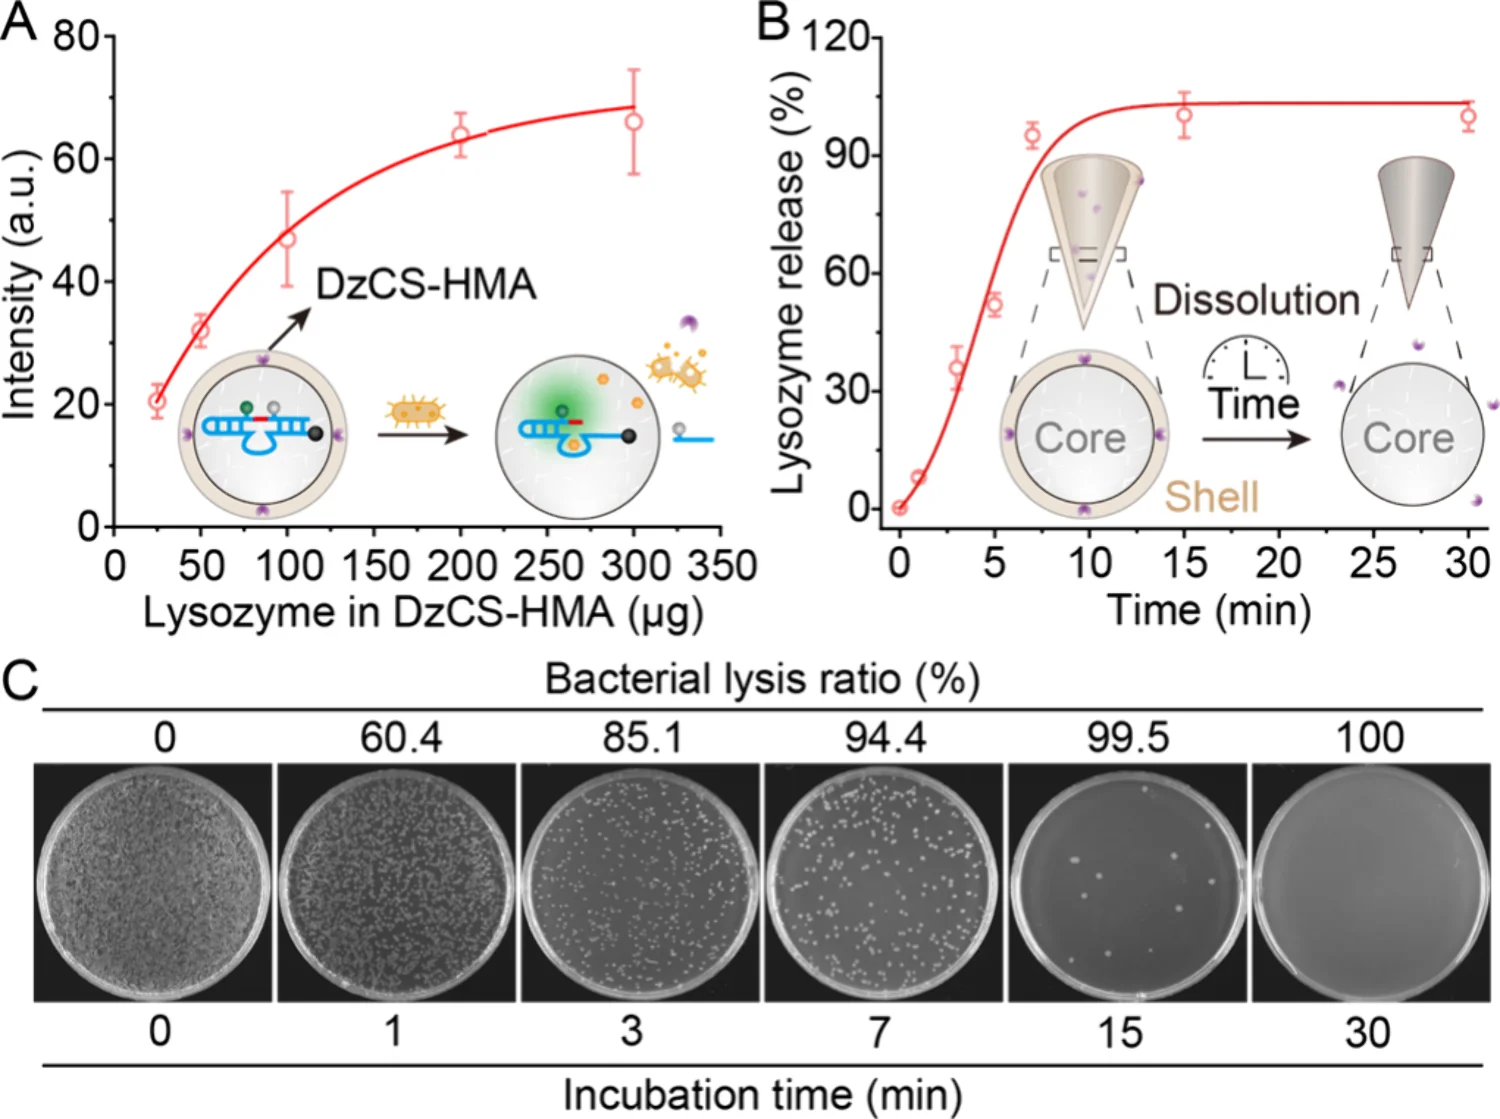 A
80
60
40
20
0
Intensity (a.u.)
DzCS-HMA
0 50 100 150 200 250 300 350
Lysozyme in DzCS-HMA (μg)
B
120
90
60
30
0
Lysozyme release (%)
Dissolution
Time
Core
Core
Shell
0 5 10 15 20 25 30
Time (min)
C
Bacterial lysis ratio (%)
0 60.4 85.1 94.4 99.5 100
0 1 3 7 15 30
Incubation time (min)